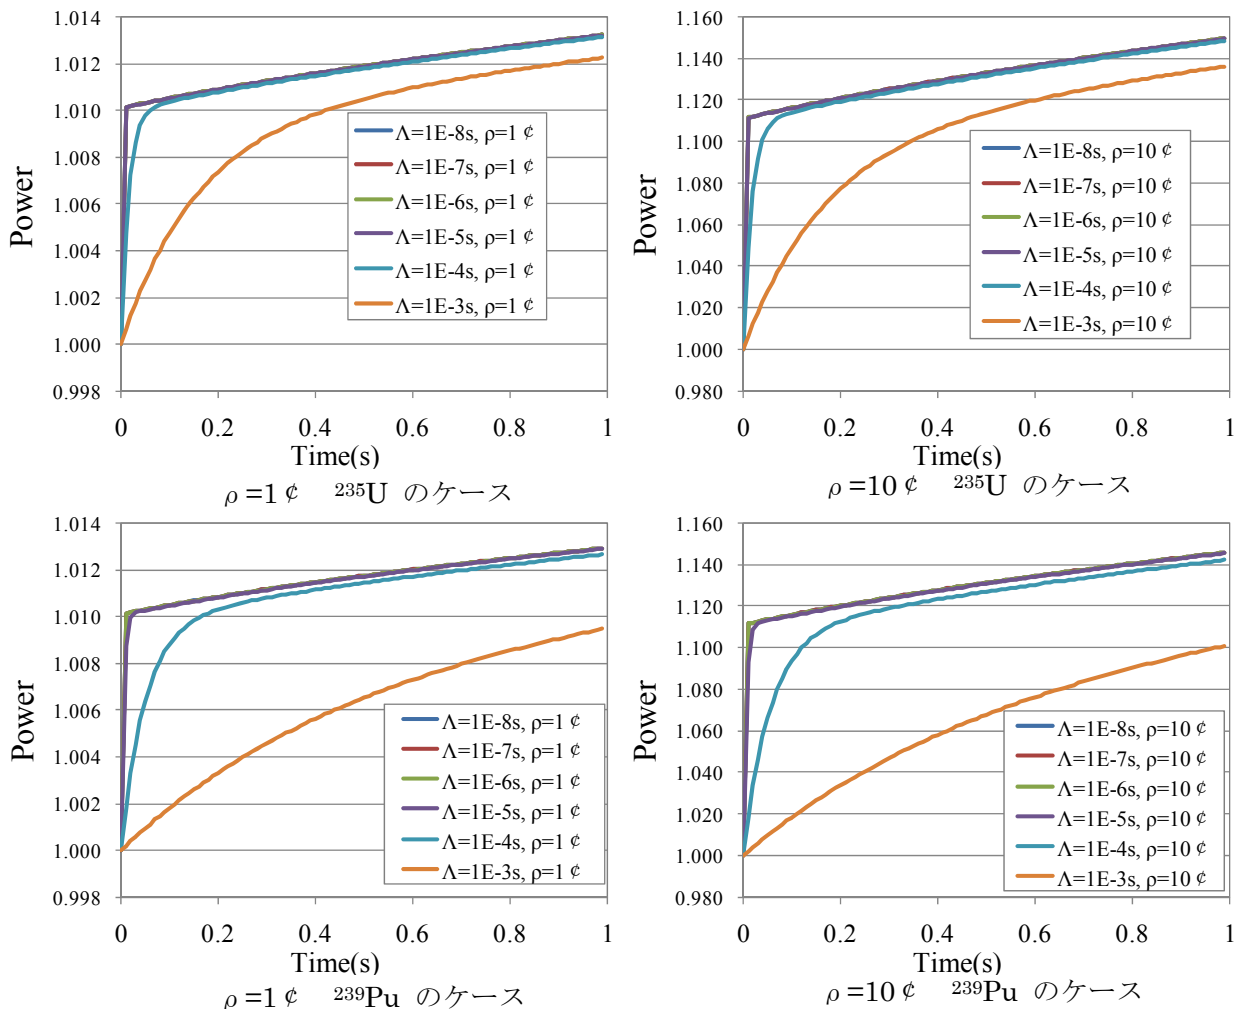 Power
1.014
1.012
1.010
1.008
1.006
1.004
1.002
1.000
0.998
Λ=1E-8s, ρ=1 ¢
Λ=1E-7s, ρ=1 ¢
Λ=1E-6s, ρ=1 ¢
Λ=1E-5s, ρ=1 ¢
Λ=1E-4s, ρ=1 ¢
Λ=1E-3s, ρ=1 ¢
0 0.2 0.4 0.6 0.8 1
Time(s)
ρ=1 ¢ ²³⁵U のケース
Power
1.160
1.140
1.120
1.100
1.080
1.060
1.040
1.020
1.000
0.980
Λ=1E-8s, ρ=10 ¢
Λ=1E-7s, ρ=10 ¢
Λ=1E-6s, ρ=10 ¢
Λ=1E-5s, ρ=10 ¢
Λ=1E-4s, ρ=10 ¢
Λ=1E-3s, ρ=10 ¢
0 0.2 0.4 0.6 0.8 1
Time(s)
ρ=10 ¢ ²³⁵U のケース
Power
1.014
1.012
1.010
1.008
1.006
1.004
1.002
1.000
0.998
Λ=1E-8s, ρ=1 ¢
Λ=1E-7s, ρ=1 ¢
Λ=1E-6s, ρ=1 ¢
Λ=1E-5s, ρ=1 ¢
Λ=1E-4s, ρ=1 ¢
Λ=1E-3s, ρ=1 ¢
0 0.2 0.4 0.6 0.8 1
Time(s)
ρ=1 ¢ ²³⁹Pu のケース
Power
1.160
1.140
1.120
1.100
1.080
1.060
1.040
1.020
1.000
0.980
Λ=1E-8s, ρ=10 ¢
Λ=1E-7s, ρ=10 ¢
Λ=1E-6s, ρ=10 ¢
Λ=1E-5s, ρ=10 ¢
Λ=1E-4s, ρ=10 ¢
Λ=1E-3s, ρ=10 ¢
0 0.2 0.4 0.6 0.8 1
Time(s)
ρ=10 ¢ ²³⁹Pu のケース